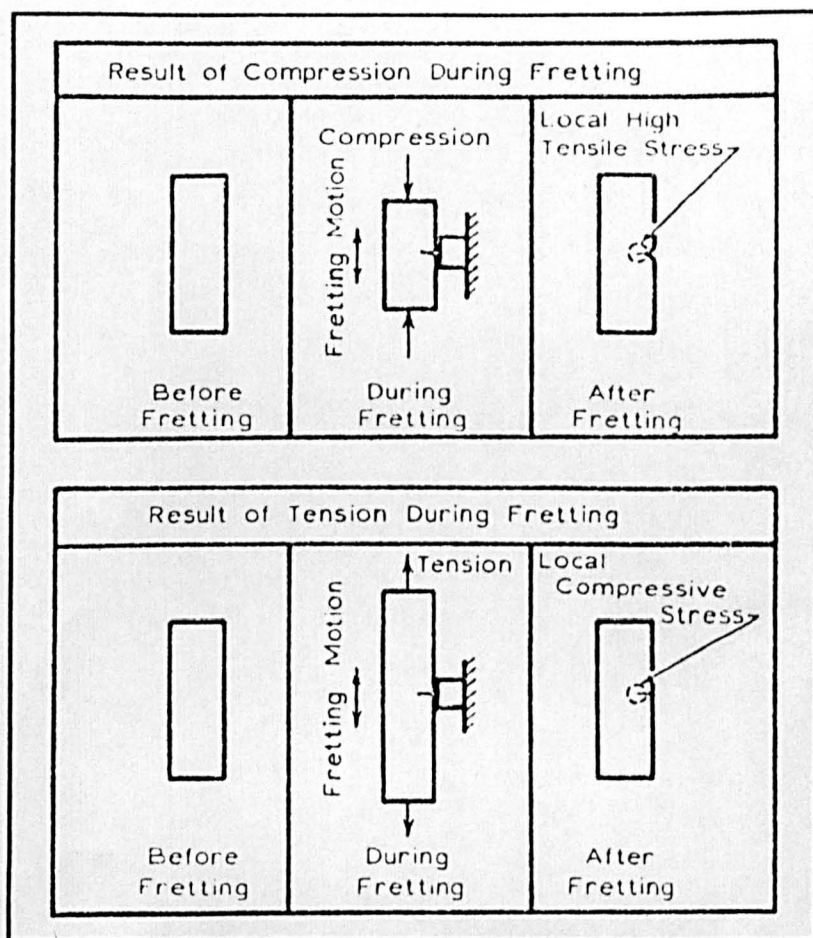 Result of Compression During Fretting
Compression
Fretting Motion
Local High
Tensile Stress
Before
Fretting
During
Fretting
After
Fretting
Result of Tension During Fretting
Tension
Fretting Motion
Local
Compressive
Stress
Before
Fretting
During
Fretting
After
Fretting